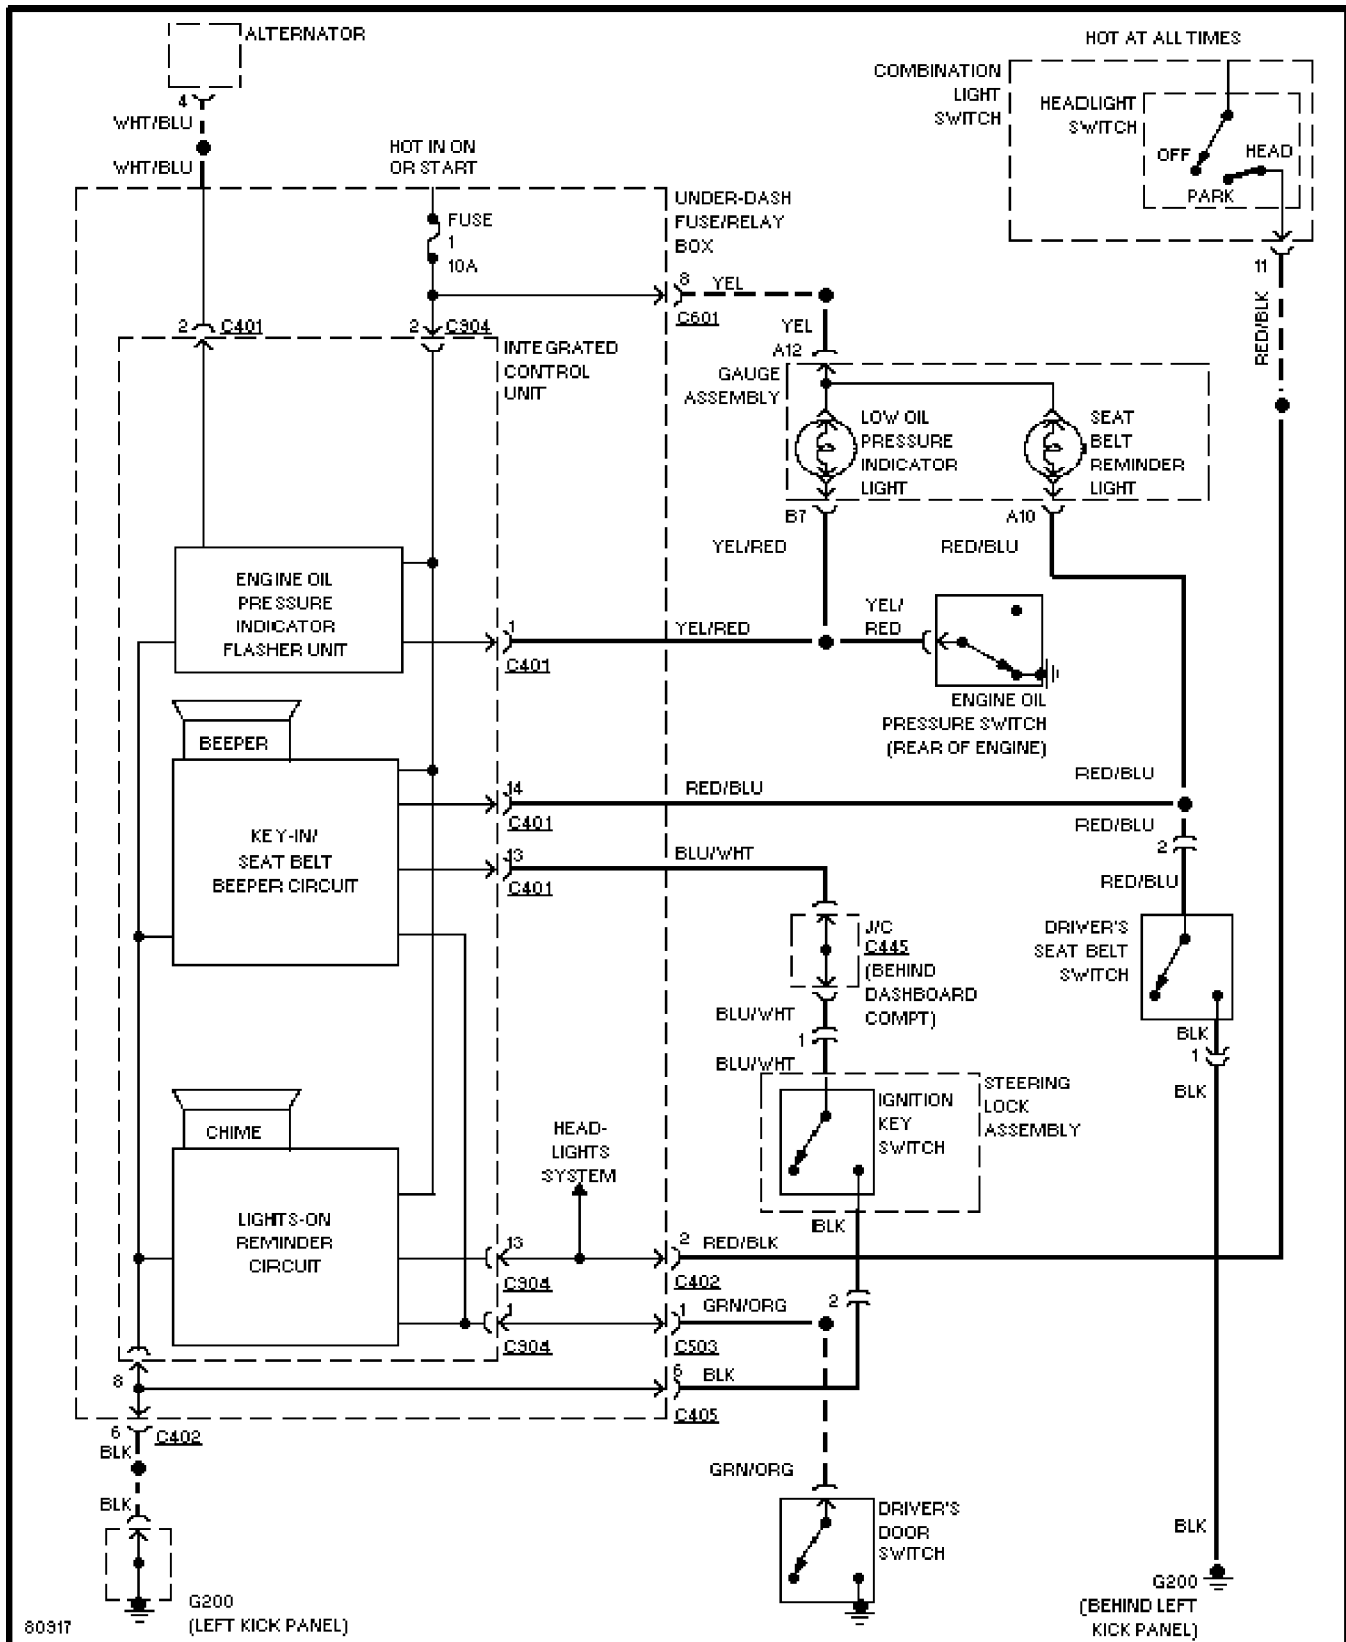 ALTERNATOR
4
WHT/BLU
WHT/BLU
HOT IN ON
OR START
FUSE
1
10A
UNDER-DASH
FUSE/RELAY
BOX
HOT AT ALL TIMES
COMBINATION
LIGHT
SWITCH
HEADLIGHT
SWITCH
OFF
HEAD
PARK
11
RED/BLK
8
YEL
C601
YEL
A12
2
C401
2
C904
INTEGRATED
CONTROL
UNIT
GAUGE
ASSEMBLY
LOW OIL
PRESSURE
INDICATOR
LIGHT
SEAT
BELT
REMINDER
LIGHT
B7
A10
YEL/RED
RED/BLU
ENGINE OIL
PRESSURE
INDICATOR
FLASHER UNIT
1
C401
YEL/RED
YEL/
RED
ENGINE OIL
PRESSURE SWITCH
(REAR OF ENGINE)
BEEPER
KEY-IN/
SEAT BELT
BEEPER CIRCUIT
14
C401
RED/BLU
RED/BLU
RED/BLU
2
RED/BLU
13
C401
BLU/WHT
J/C
C445
(BEHIND
DASHBOARD
COMPT)
DRIVER'S
SEAT BELT
SWITCH
BLU/WHT
1
BLU/WHT
BLK
1
BLK
STEERING
LOCK
ASSEMBLY
IGNITION
KEY
SWITCH
CHIME
LIGHTS-ON
REMINDER
CIRCUIT
HEAD-
LIGHTS
SYSTEM
BLK
13
C904
2
RED/BLK
C402
1
C904
1
GRN/ORG
C503
2
8
6
BLK
C405
6
C402
BLK
BLK
GRN/ORG
DRIVER'S
DOOR
SWITCH
BLK
G200
(LEFT KICK PANEL)
G200
(BEHIND LEFT
KICK PANEL)
80917